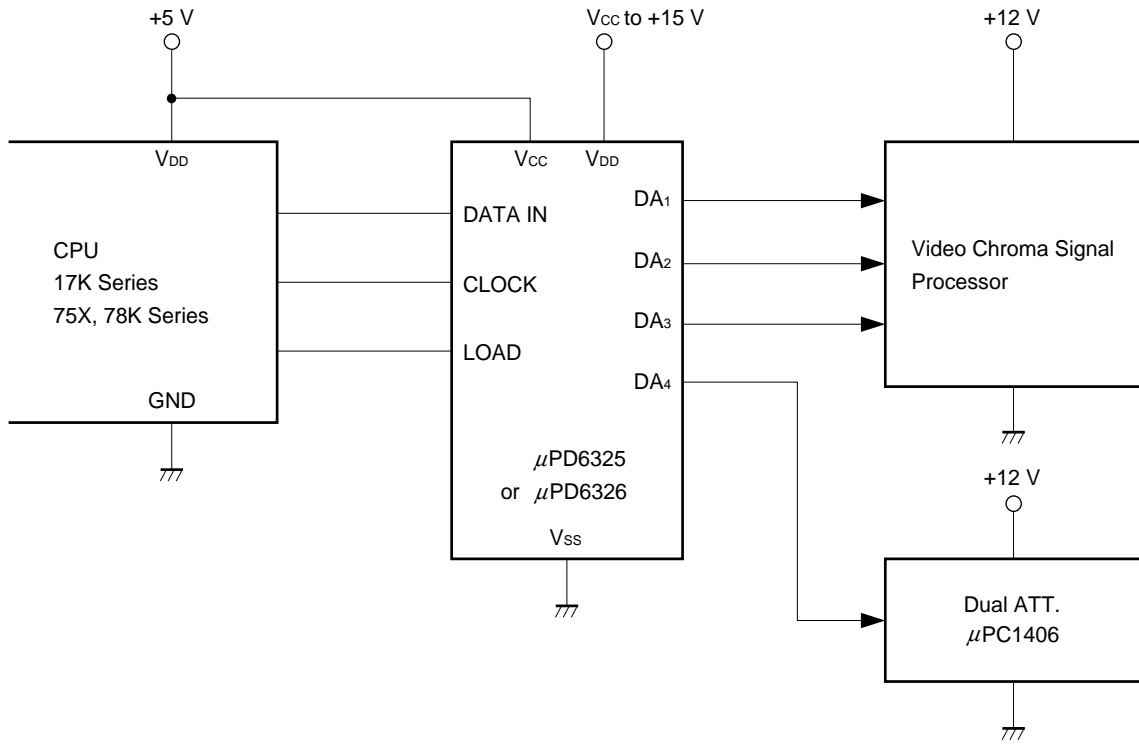 +5 V
VCC to +15 V
+12 V
VDD
VCC
VDD
DATA IN
CLOCK
LOAD
DA1
DA2
DA3
DA4
CPU
17K Series
75X, 78K Series
GND
Video Chroma Signal
Processor
μPD6325
or μPD6326
VSS
+12 V
Dual ATT.
μPC1406